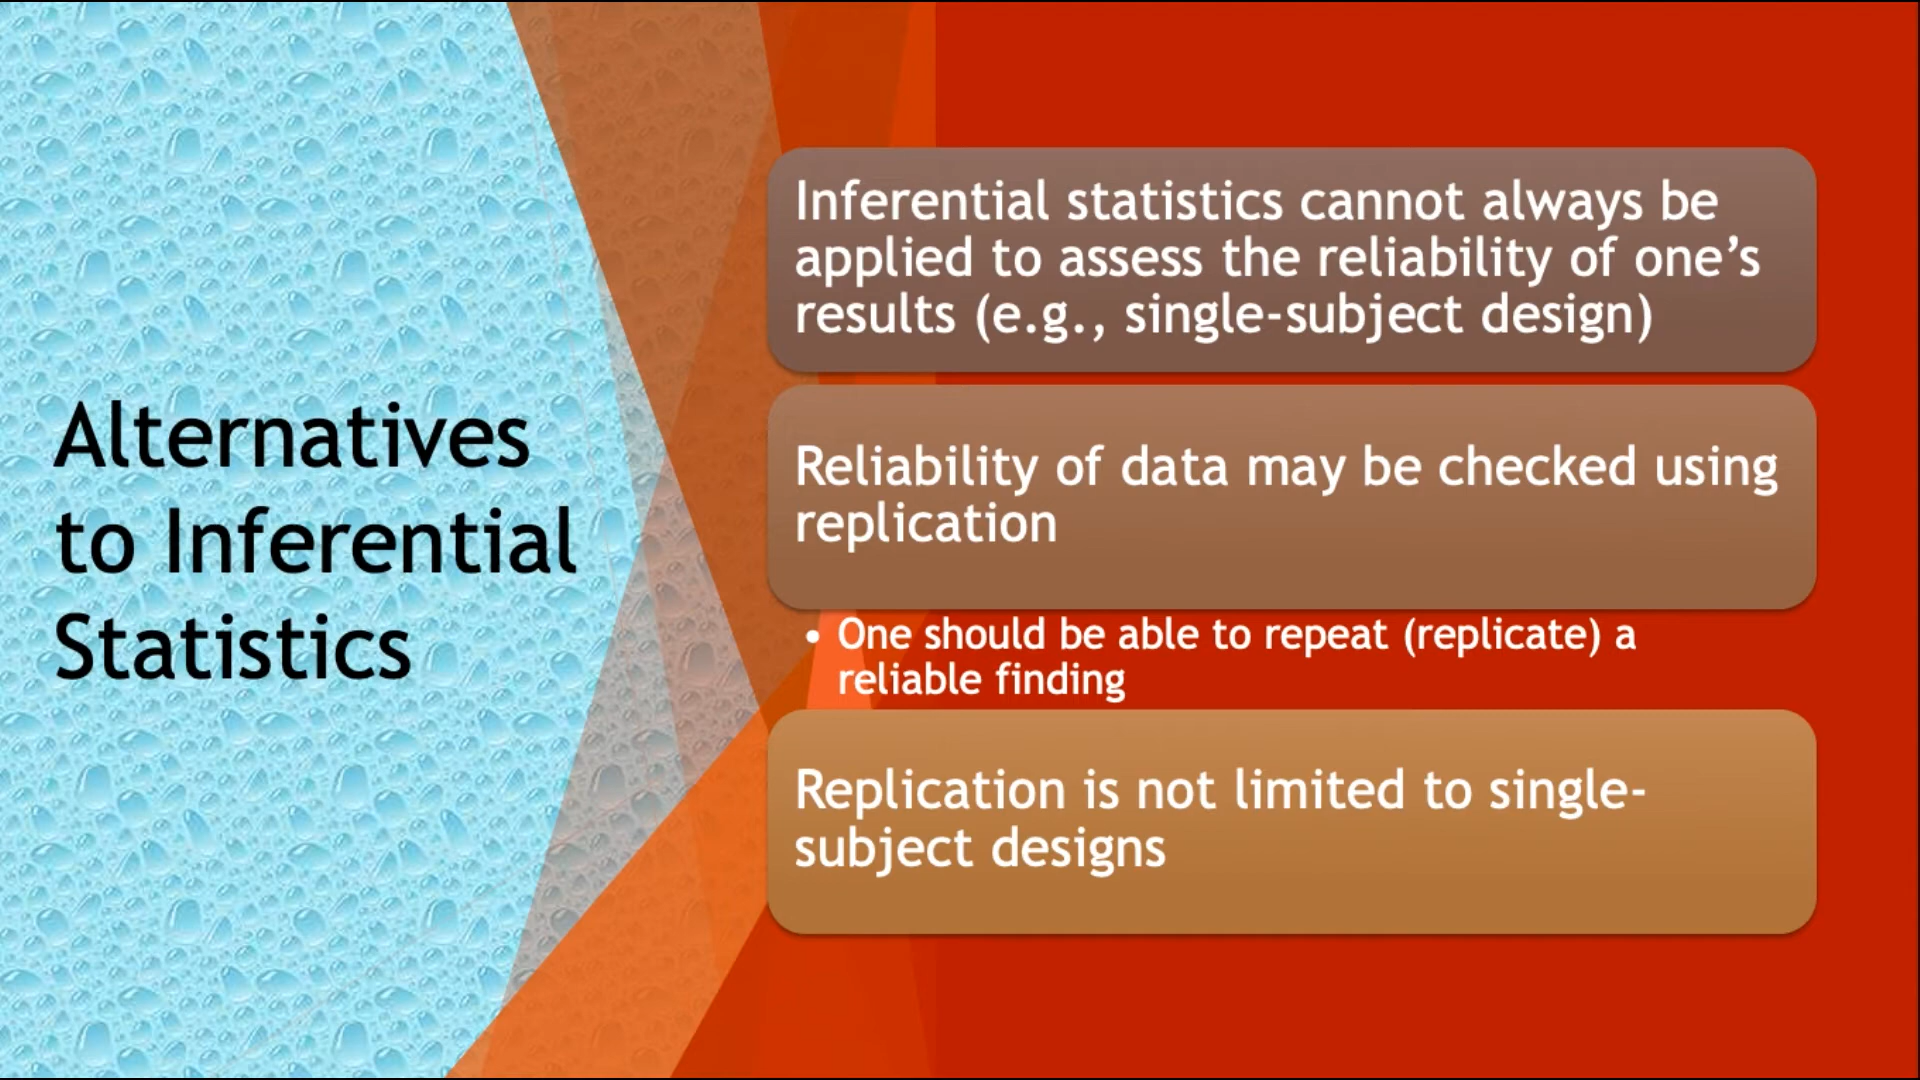 Alternatives
to Inferential
Statistics
Inferential statistics cannot always be
applied to assess the reliability of one’s
results (e.g., single-subject design)
Reliability of data may be checked using
replication
• One should be able to repeat (replicate) a
reliable finding
Replication is not limited to single-
subject designs